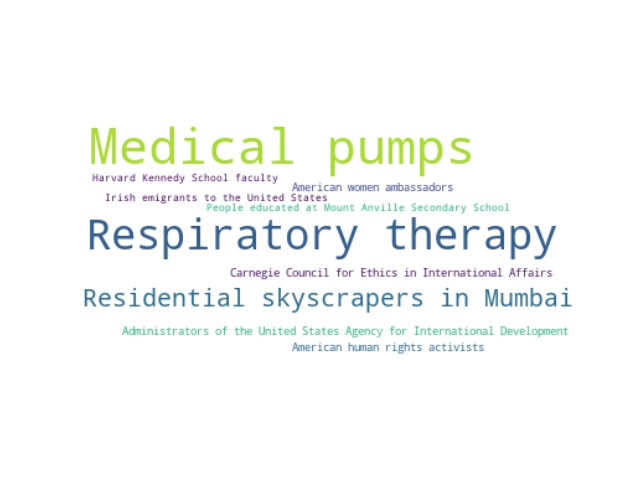 Medical pumps
Harvard Kennedy School faculty
American women ambassadors
Irish emigrants to the United States
People educated at Mount Anville Secondary School
Respiratory therapy
Carnegie Council for Ethics in International Affairs
Residential skyscrapers in Mumbai
Administrators of the United States Agency for International Development
American human rights activists